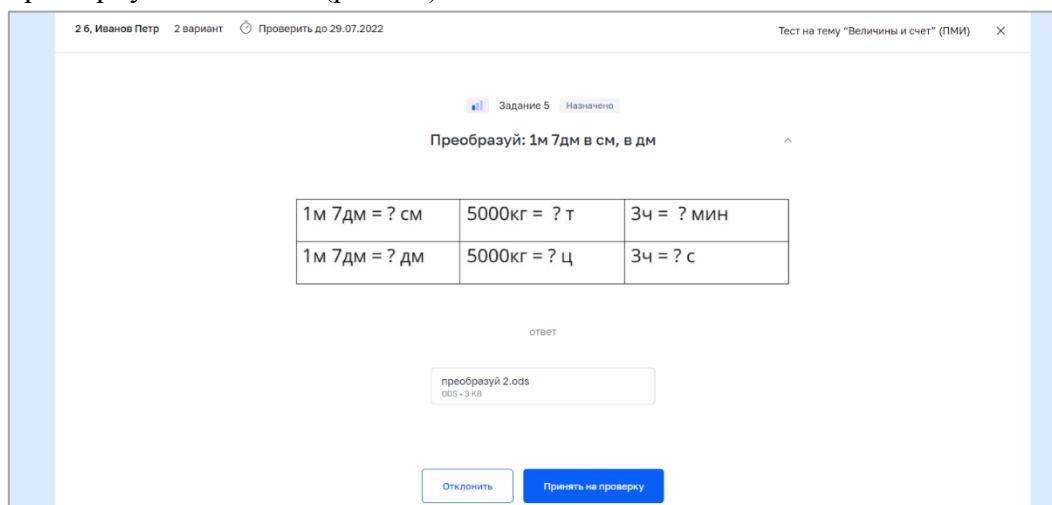 2 б, Иванов Петр 2 вариант Проверить до 29.07.2022 Тест на тему “Величины и счет” (ПМИ)
Задание 5 Назначено
Преобразуй: 1м 7дм в см, в дм
1м 7дм = ? см 5000кг = ? т 3ч = ? мин
1м 7дм = ? дм 5000кг = ? ц 3ч = ? с
ответ
преобразуй 2.ods
ODS • 3 KB
Отклонить Принять на проверку